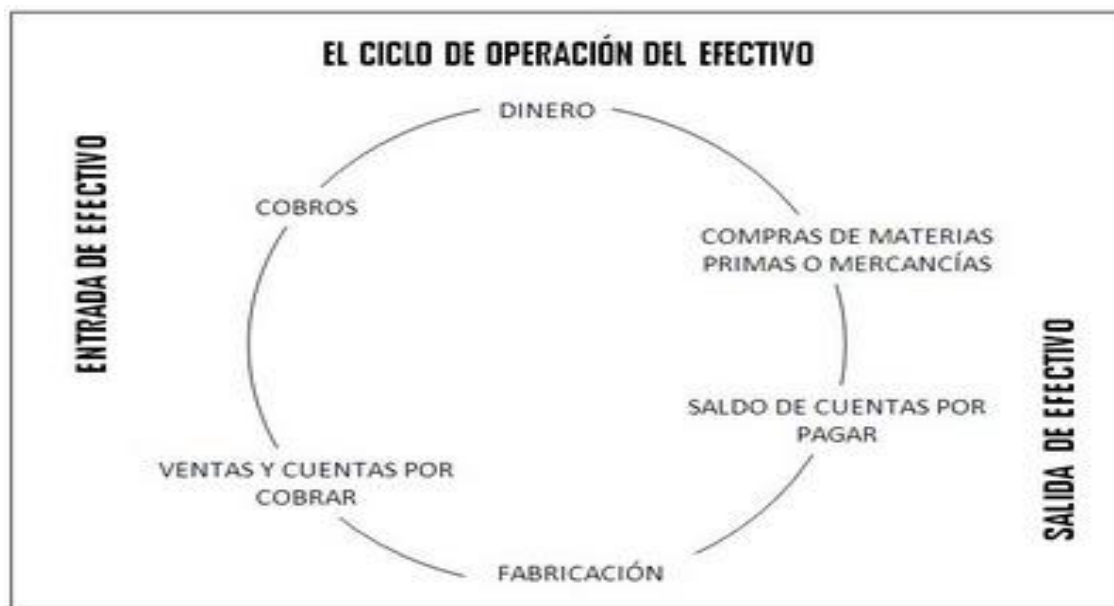 EL CICLO DE OPERACIÓN DEL EFECTIVO
DINERO
ENTRADA DE EFECTIVO
COBROS
COMPRAS DE MATERIAS
PRIMAS O MERCANCÍAS
SALDO DE CUENTAS POR
PAGAR
SALIDA DE EFECTIVO
VENTAS Y CUENTAS POR
COBRAR
FABRICACIÓN